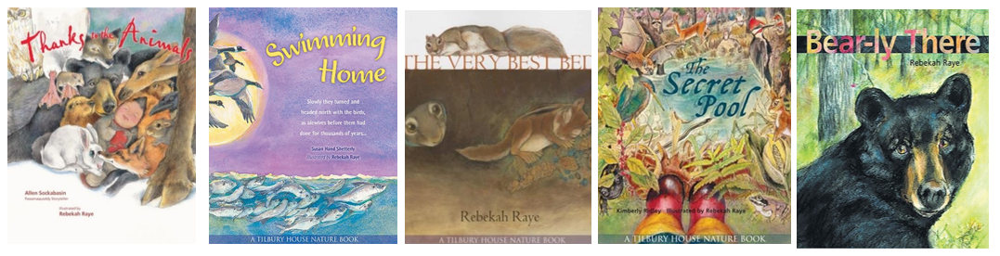 Thanks to the Animals
Allen Sockabasin
Passamaquoddy Storyteller
Illustrated by
Rebekah Raye
Swimming
Home
Slowly they turned and
headed north with the birds,
as alewives before them had
done for thousands of years...
Susan Hand Shetterly
Illustrated by Rebekah Raye
A TILBURY HOUSE NATURE BOOK
THE VERY BEST BED
Rebekah Raye
A TILBURY HOUSE NATURE BOOK
The
Secret
Pool
Kimberly Ridley Illustrated by Rebekah Raye
A TILBURY HOUSE NATURE BOOK
Bear-ly There
Rebekah Raye